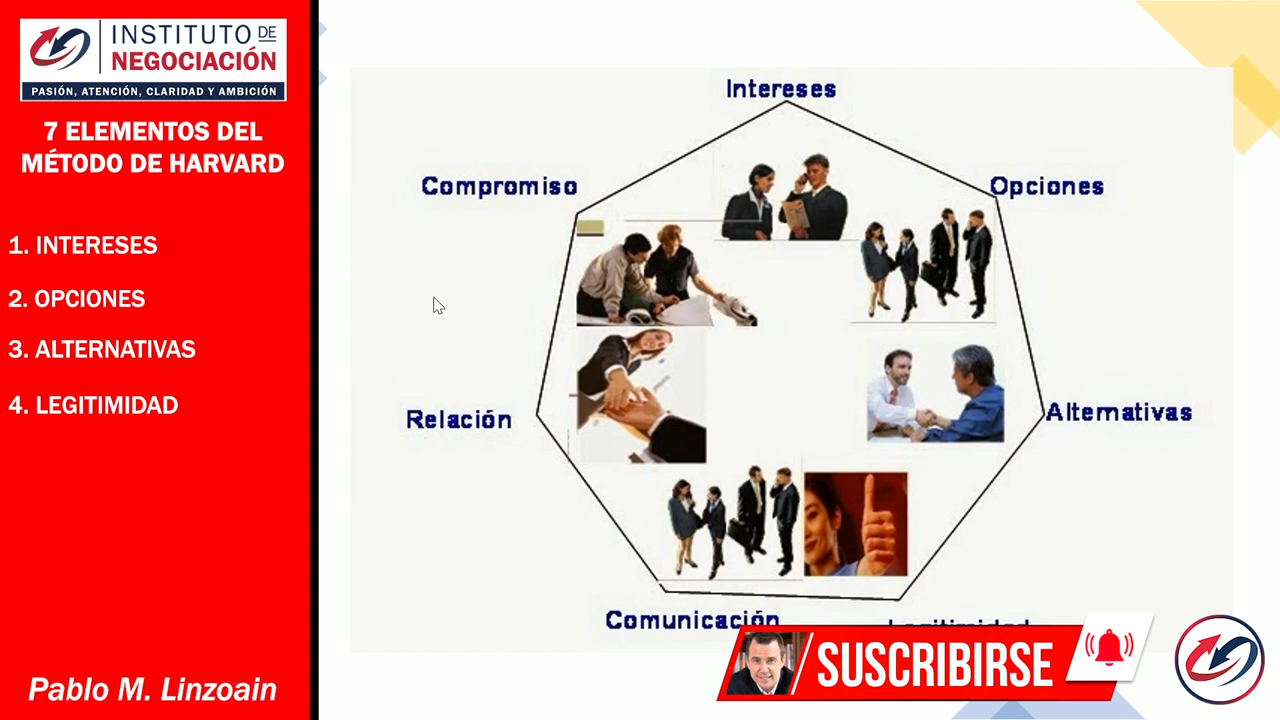 INSTITUTO DE
NEGOCIACIÓN
PASIÓN, ATENCIÓN, CLARIDAD Y AMBICIÓN
7 ELEMENTOS DEL
MÉTODO DE HARVARD
1. INTERESES
2. OPCIONES
3. ALTERNATIVAS
4. LEGITIMIDAD
Pablo M. Linzoain
Intereses
Compromiso
Opciones
Relación
Alternativas
Comunicación
Legitimidad
SUSCRIBIRSE